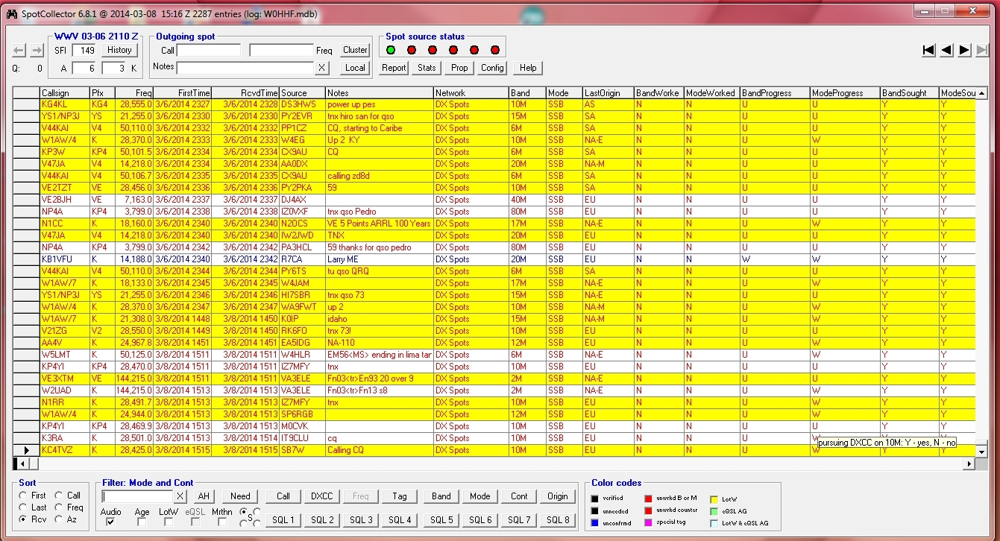 SpotCollector 6.8.1 @ 2014-03-08 15:16 Z 2287 entries (log: W0HHF.mdb)
WWV 03-06 2110 Z Outgoing spot Spot source status
SFI 149 History Call Freq Cluster
Q: 0 A 6 3 K Notes X Local Report Stats Prop Config Help
Callsign Pfx Freq FirstTime RcvdTime Source Notes Network Band Mode LastOrigin BandWorke ModeWorked BandProgress ModeProgress BandSought ModeSou
KG4KL KG4 28,555.0 3/6/2014 2327 3/6/2014 2328 DS3HWS power up pes DX Spots 10M SSB AS N N U U Y Y
YS1/NP3J YS 21,255.0 3/6/2014 2330 3/6/2014 2330 PY2EVR tnx hiro san for qso DX Spots 15M SSB SA N N U U Y Y
V44KAI V4 50,110.0 3/6/2014 2332 3/6/2014 2332 PP1CZ CQ, starting to Caribe DX Spots 6M SSB SA N N U U Y Y
W1AW/4 K 28,370.0 3/6/2014 2333 3/6/2014 2333 W4EG Up 2 KY DX Spots 10M SSB NA-E N N U W Y Y
KP3W KP4 50,101.5 3/6/2014 2334 3/6/2014 2334 CX9AU CQ DX Spots 6M SSB SA N N U U Y Y
V47JA V4 14,218.0 3/6/2014 2334 3/6/2014 2334 AA0DX DX Spots 20M SSB NA-M N N U U Y Y
V44KAI V4 50,106.7 3/6/2014 2335 3/6/2014 2335 CX9AU calling zd8d DX Spots 6M SSB SA N N U U Y Y
VE2TZT VE 28,456.0 3/6/2014 2336 3/6/2014 2336 PY2PKA 59 DX Spots 10M SSB SA N N U U Y Y
VE2BJH VE 7,163.0 3/6/2014 2337 3/6/2014 2337 DJ4AX DX Spots 40M SSB EU N N U U Y Y
NP4A KP4 3,799.0 3/6/2014 2338 3/6/2014 2338 IZ0VXF tnx qso Pedro DX Spots 80M SSB EU N N U U Y Y
N1CC K 18,160.0 3/6/2014 2340 3/6/2014 2340 N2OCS VE 5 Points ARRL 100 Years DX Spots 17M SSB NA-E N N U W Y Y
V47JA V4 14,218.0 3/6/2014 2340 3/6/2014 2340 IW2JWD TNX DX Spots 20M SSB EU N N U U Y Y
NP4A KP4 3,799.0 3/6/2014 2342 3/6/2014 2342 PA3HCL 59 thanks for qso pedro DX Spots 80M SSB EU N N U U Y Y
KB1VFU K 14,188.0 3/6/2014 2340 3/6/2014 2342 R7CA Larry ME DX Spots 20M SSB EU N N W W Y Y
V44KAI V4 50,110.0 3/6/2014 2344 3/6/2014 2344 PY6TS tu qso QRQ DX Spots 6M SSB SA N N U U Y Y
W1AW/7 K 18,133.0 3/6/2014 2345 3/6/2014 2345 W4JAM DX Spots 17M SSB NA-E N N U W Y Y
YS1/NP3J YS 21,255.0 3/6/2014 2346 3/6/2014 2346 HI7SBR tnx qso 73 DX Spots 15M SSB NA-E N N U U Y Y
W1AW/4 K 28,370.0 3/6/2014 2347 3/6/2014 2347 WA9FWT up 2 DX Spots 10M SSB NA-M N N U W Y Y
W1AW/7 K 21,308.0 3/8/2014 1448 3/8/2014 1450 K0IP idaho DX Spots 15M SSB NA-M N N U W Y Y
V21ZG V2 28,550.0 3/8/2014 1449 3/8/2014 1450 RK6FO tnx 73! DX Spots 10M SSB EU N N U U Y Y
AA4V K 24,967.8 3/8/2014 1451 3/8/2014 1451 EA5IDG NA-110 DX Spots 12M SSB EU N N U W Y Y
W5LMT K 50,125.0 3/8/2014 1511 3/8/2014 1511 W4HLR EM56<MS> ending in lima tan DX Spots 6M SSB NA-E N N U W Y Y
KP4YI KP4 28,470.0 3/8/2014 1511 3/8/2014 1511 IZ7MFY tnx DX Spots 10M SSB EU N N U U Y Y
VE3XTM VE 144,215.0 3/8/2014 1511 3/8/2014 1511 VA3ELE Fn03<tr>En93 20 over 9 DX Spots 2M SSB NA-E N N U U Y Y
W2UAD K 144,215.0 3/8/2014 1513 3/8/2014 1513 VA3ELE Fn03<tr>Fn13 s8 DX Spots 2M SSB NA-E N N U W Y Y
N1RR K 28,491.7 3/8/2014 1513 3/8/2014 1513 IZ7MFY tnx DX Spots 10M SSB EU N N U W Y Y
W1AW/4 K 24,944.0 3/8/2014 1513 3/8/2014 1513 SP6RGB DX Spots 12M SSB EU N N U W Y Y
KP4YI KP4 28,469.9 3/8/2014 1513 3/8/2014 1513 M0CVK DX Spots 10M SSB EU N N U U Y Y
K3RA K 28,501.0 3/8/2014 1513 3/8/2014 1514 IT9CLU cq DX Spots 10M SSB EU N N U W Y Y
pursuing DXCC on 10M: Y - yes, N - no
KC4TVZ K 28,425.0 3/8/2014 1515 3/8/2014 1515 SB7W Calling CQ DX Spots 10M SSB EU N N U W Y Y
Sort Filter: Mode and Cont Color codes
First Call X AH Need Call DXCC Freq Tag Band Mode Cont Origin verified unwrkd B or M LotW
Last Freq Audio Age LotW eQSL Mrthn S unneeded unwrkd counter eQSL AG
Rcv Az SQL 1 SQL 2 SQL 3 SQL 4 SQL 5 SQL 6 SQL 7 SQL 8 unconfrmd special tag LotW & eQSL AG